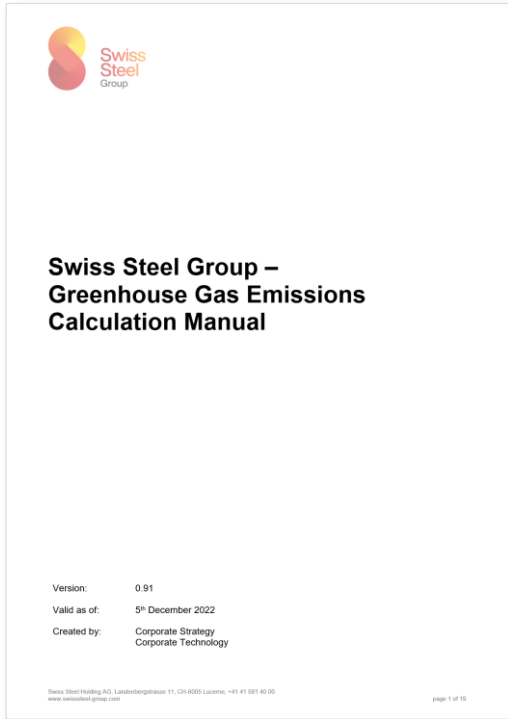 Swiss
Steel
Group
Swiss Steel Group –
Greenhouse Gas Emissions
Calculation Manual
Version: 0.91
Valid as of: 5th December 2022
Created by: Corporate Strategy
Corporate Technology
Swiss Steel Holding AG, Landenbergstrasse 11, CH-6005 Lucerne, +41 41 581 40 00
www.swisssteel-group.com page 1 of 19